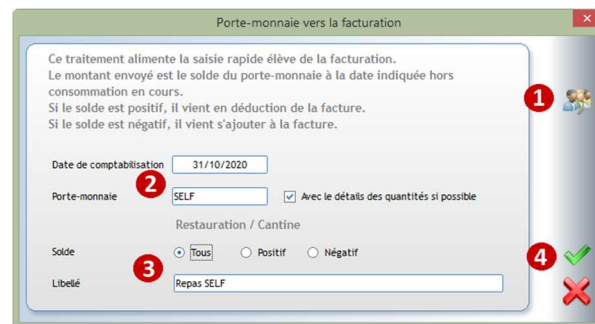 Porte-monnaie vers la facturation
Ce traitement alimente la saisie rapide élève de la facturation.
Le montant envoyé est le solde du porte-monnaie à la date indiquée hors
consommation en cours.
Si le solde est positif, il vient en déduction de la facture.
Si le solde est négatif, il vient s'ajouter à la facture.
1
Date de comptabilisation 31/10/2020
2
Porte-monnaie SELF Avec le détails des quantités si possible
Restauration / Cantine
Solde Tous Positif Négatif
3
4
Libellé Repas SELF